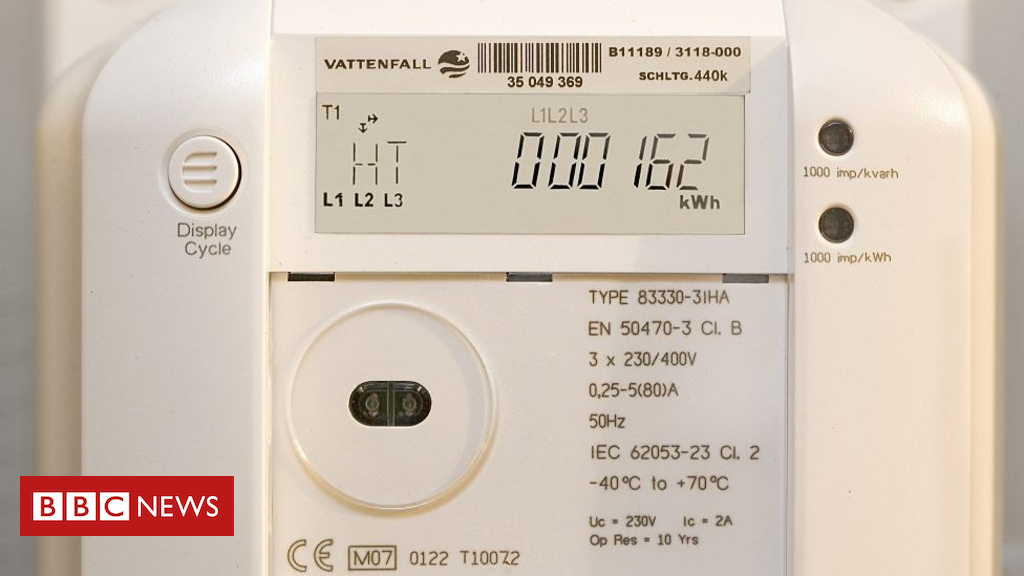 VATTENFALL
35 049 369
B11189 / 3118-000
SCHLTG.440k
T1
L1L2L3
HT
000162
L1 L2 L3
kWh
Display
Cycle
1000 imp/kvarh
1000 imp/kWh
TYPE 83330-3IHA
EN 50470-3 Cl. B
3 x 230/400V
0,25-5(80)A
50Hz
IEC 62053-23 Cl. 2
-40°C to +70°C
Uc = 230V Ic = 2A
Op Res = 10 Yrs
CE M07 0122 T10072
BBC NEWS